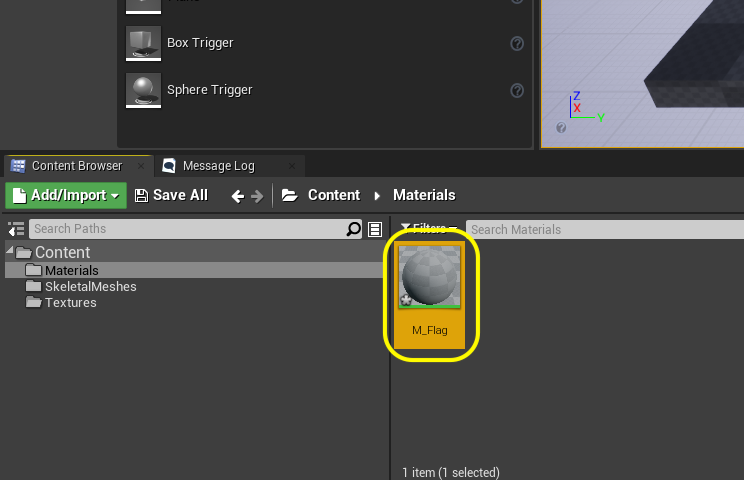 Box Trigger
Sphere Trigger
Z
X
Y
Content Browser
Message Log
Add/Import
Save All
Content
Materials
Search Paths
Filters
Search Materials
Content
Materials
SkeletalMeshes
Textures
M_Flag
1 item (1 selected)